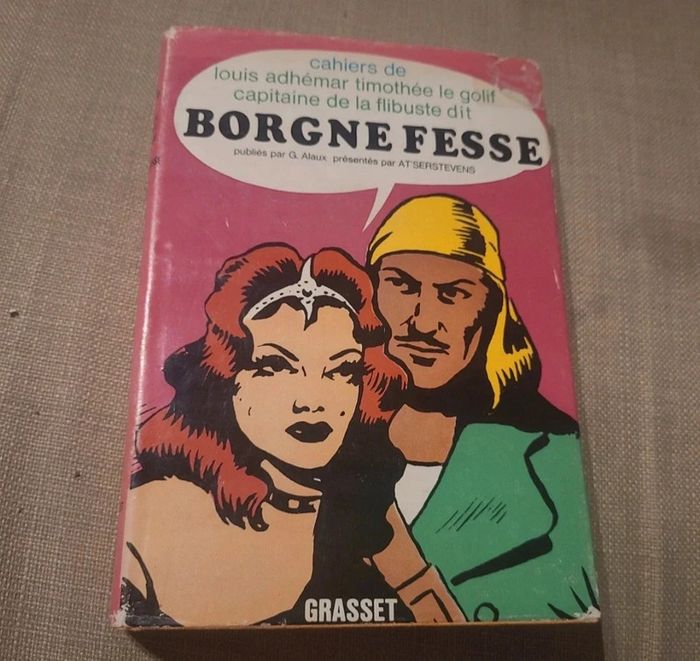 cahiers de
louis adhémar timothée le golif
capitaine de la flibuste dit
BORGNE FESSE
publiés par G. Alaux présentés par AT'SERSTEVENS
GRASSET